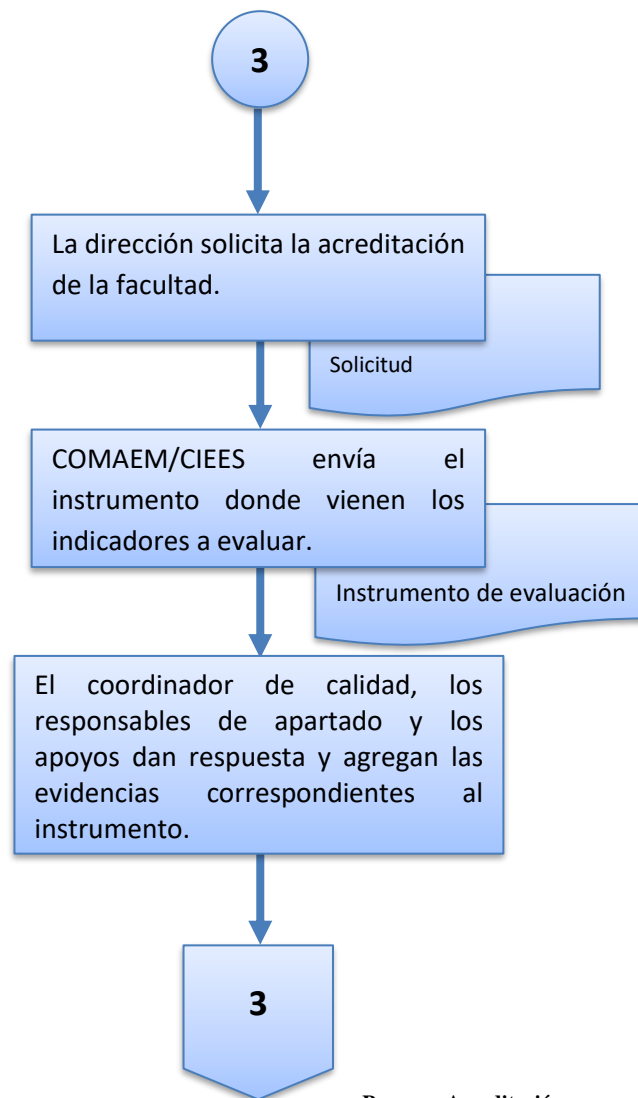 3
La dirección solicita la acreditación
de la facultad.
Solicitud
COMAEM/CIEES envía el
instrumento donde vienen los
indicadores a evaluar.
Instrumento de evaluación
El coordinador de calidad, los
responsables de apartado y los
apoyos dan respuesta y agregan las
evidencias correspondientes al
instrumento.
3